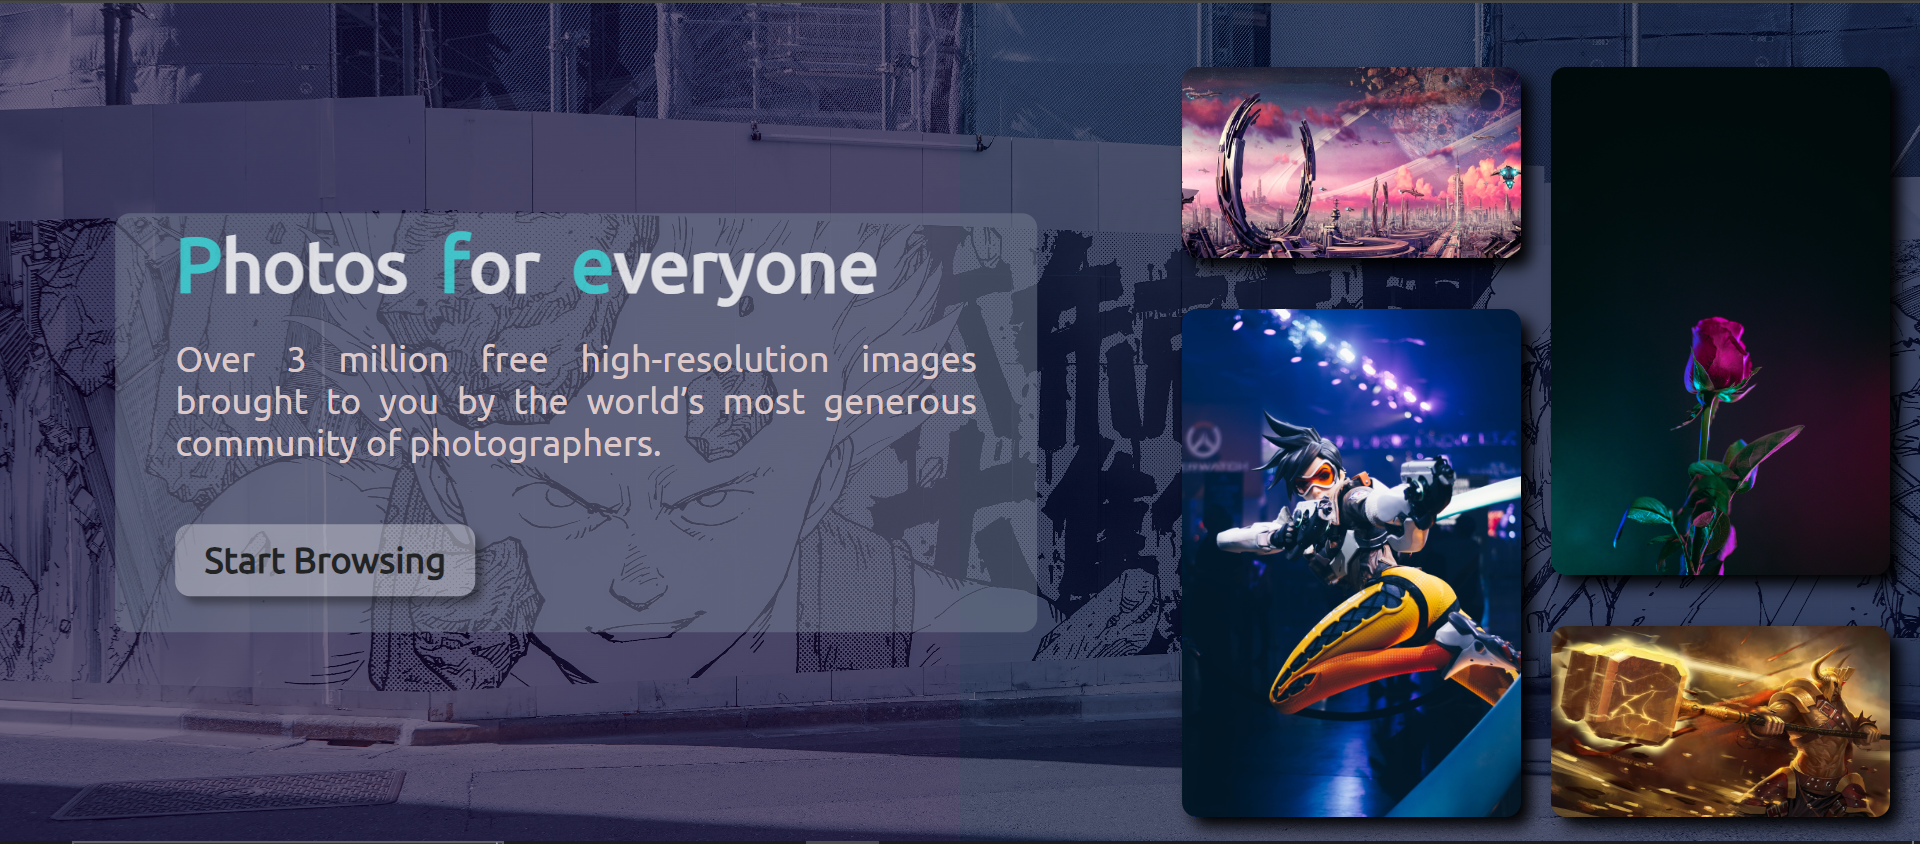 Photos for everyone
Over 3 million free high-resolution images
brought to you by the world’s most generous
community of photographers.
Start Browsing